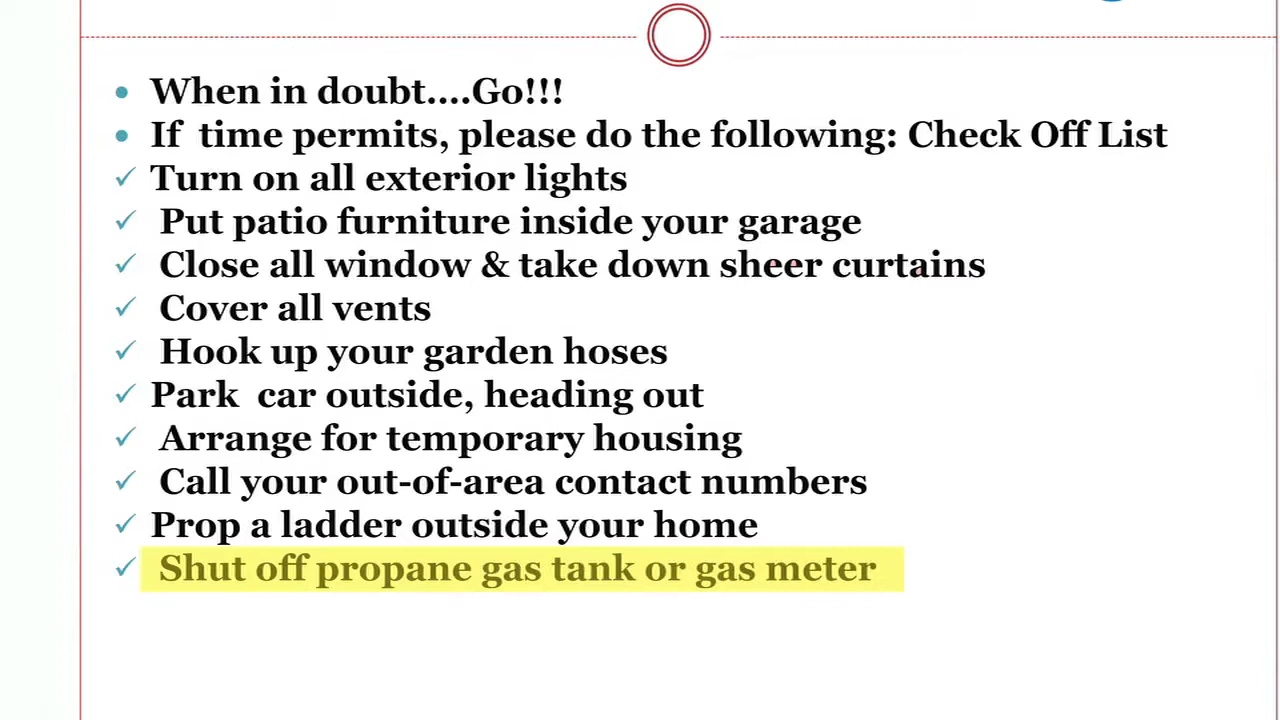 When in doubt....Go!!!
If time permits, please do the following: Check Off List
Turn on all exterior lights
Put patio furniture inside your garage
Close all window & take down sheer curtains
Cover all vents
Hook up your garden hoses
Park car outside, heading out
Arrange for temporary housing
Call your out-of-area contact numbers
Prop a ladder outside your home
Shut off propane gas tank or gas meter